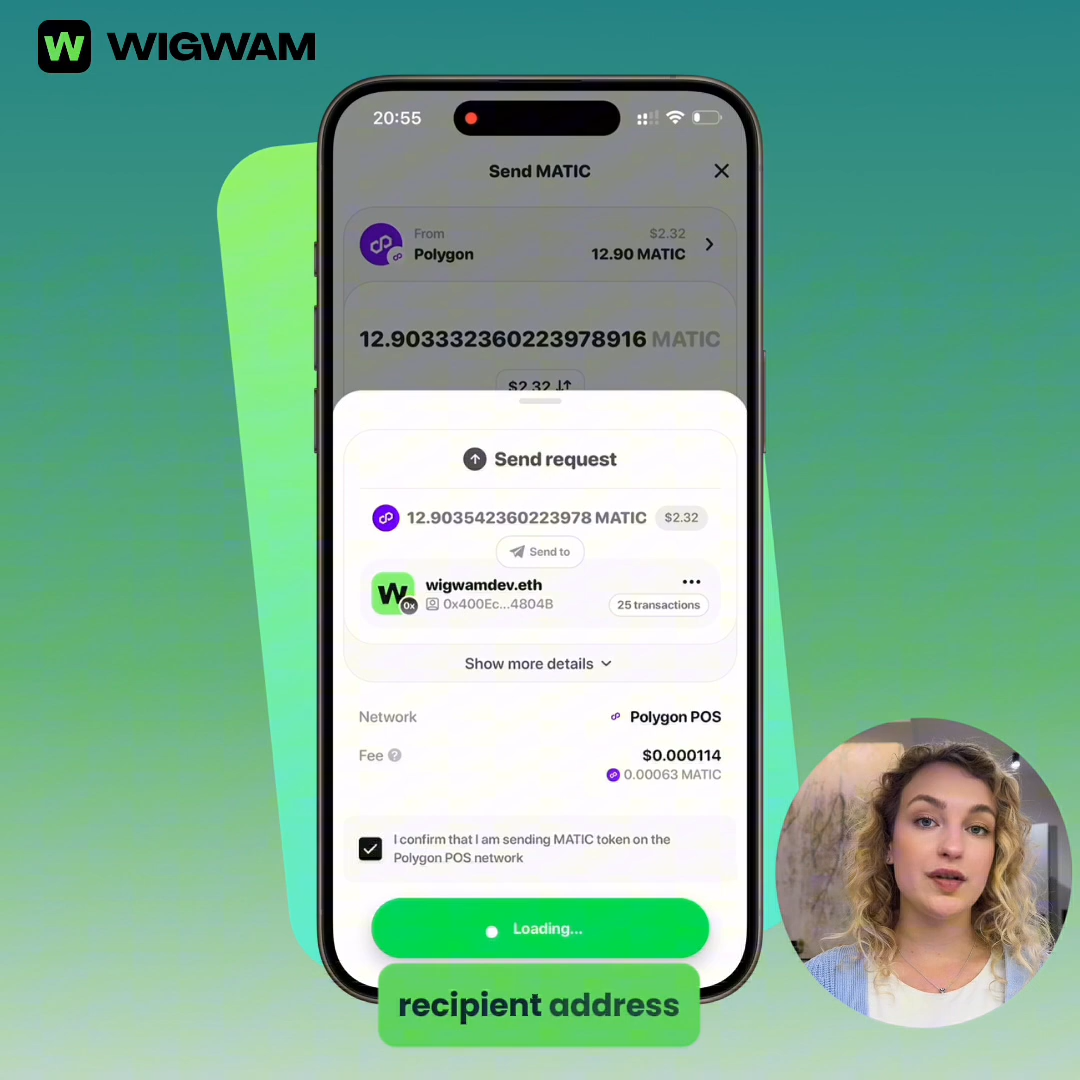 W WIGWAM
20:55
Send MATIC
From
$2.32
Polygon
12.90 MATIC
12.903332360223978916 MATIC
$2.32
Send request
12.903542360223978 MATIC $2.32
Send to
W
0x
wigwamdev.eth
0x400Ec...4804B
25 transactions
Show more details
Network
Polygon POS
Fee ?
$0.000114
0.00063 MATIC
I confirm that I am sending MATIC token on the
Polygon POS network
Loading...
recipient address